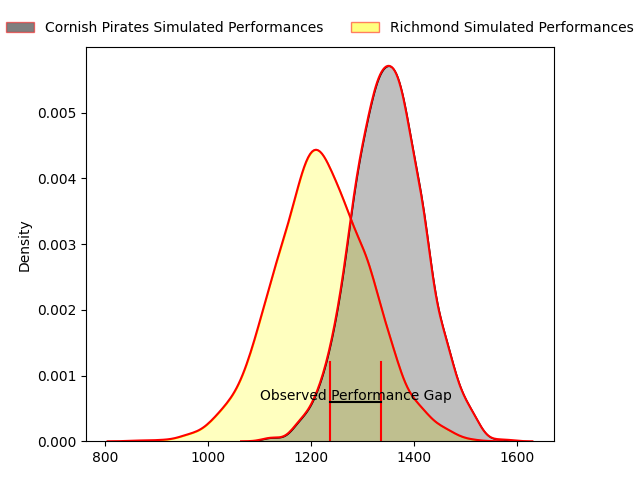 Cornish Pirates Simulated Performances
Richmond Simulated Performances
Density
0.005
0.004
0.003
0.002
0.001
0.000
Observed Performance Gap
800
1000
1200
1400
1600